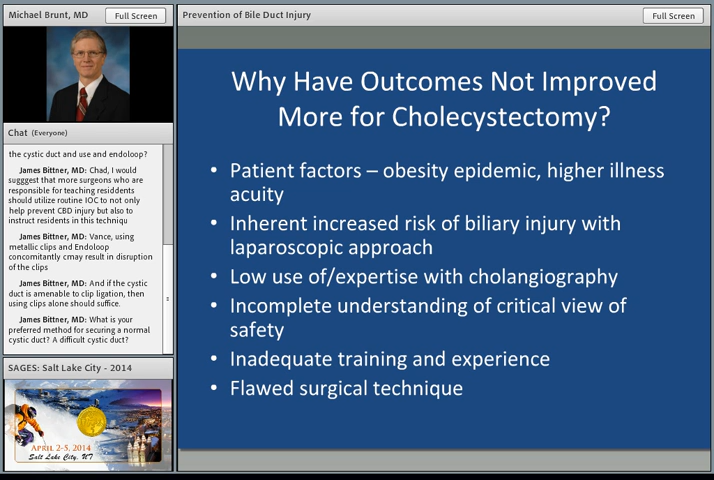 Michael Brunt, MD
Full Screen
Prevention of Bile Duct Injury
Full Screen
Chat (Everyone)
the cystic duct and use and endoloop?
James Bittner, MD: Chad, I would
sugggest that more surgeons who are
responsible for teaching residdents
should utilize routine IOC to not only
help prevent CBD injury but also to
instruct residents in this techniqu
James Bittner, MD: Vance, using
metallic clips and Endoloop
concomitantly cmay result in disruption
of the clips
James Bittner, MD: And if the cystic
duct is amenable to clip ligation, then
using clips alone should suffice.
James Bittner, MD: What is your
preferred method for securing a normal
cystic duct? A difficult cystic duct?
SAGES: Salt Lake City - 2014
APRIL 2-5, 2014
Salt Lake City, UT
Why Have Outcomes Not Improved
More for Cholecystectomy?
• Patient factors – obesity epidemic, higher illness
acuity
• Inherent increased risk of biliary injury with
laparoscopic approach
• Low use of/expertise with cholangiography
• Incomplete understanding of critical view of
safety
• Inadequate training and experience
• Flawed surgical technique